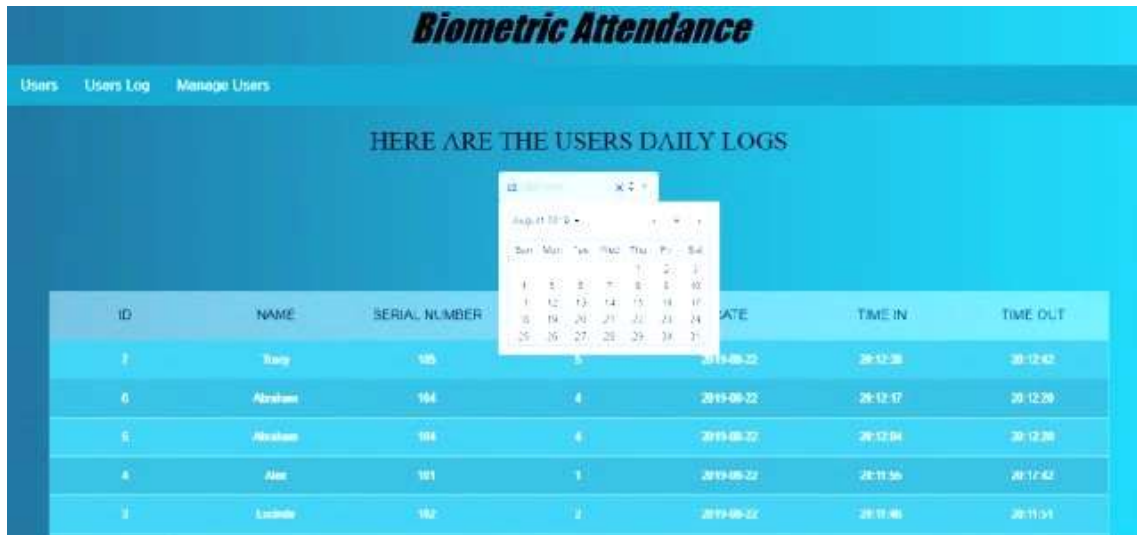 Biometric Attendance
Users Users Log Manage Users
HERE ARE THE USERS DAILY LOGS
August 2019
Sun Mon Tue Wed Thu Fri Sat
1 2 3
4 5 6 7 8 9 10
11 12 13 14 15 16 17
18 19 20 21 22 23 24
25 26 27 28 29 30 31
ID NAME SERIAL NUMBER ATE TIME IN TIME OUT
7 Tracy 105 5 2019-08-22 20:12:38 20:12:42
6 Abraham 104 4 2019-08-22 20:12:17 20:12:20
5 Abraham 104 4 2019-08-22 20:12:04 20:12:20
4 Alex 101 1 2019-08-22 20:11:56 20:17:42
3 102 2 2019-08-22 20:11:46 20:11:51